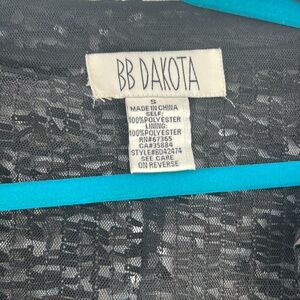 BB DAKOTA
S
MADE IN CHINA
SELF:
100%POLYESTER
LINING:
100%POLYESTER
RN#67365
CA#35884
STYLE#BD42474
SEE CARE
ON REVERSE